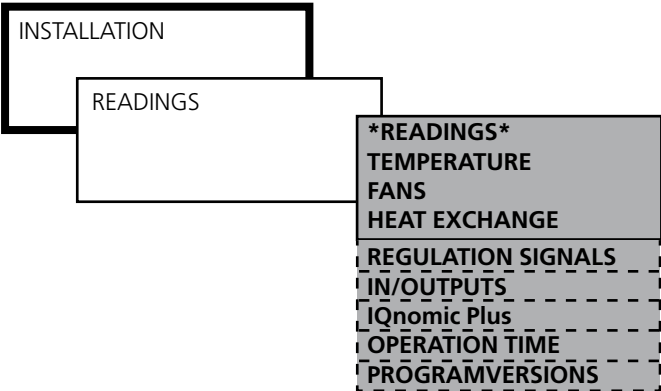 INSTALLATION
READINGS
*READINGS*
TEMPERATURE
FANS
HEAT EXCHANGE
REGULATION SIGNALS
IN/OUTPUTS
IQnomic Plus
OPERATION TIME
PROGRAMVERSIONS